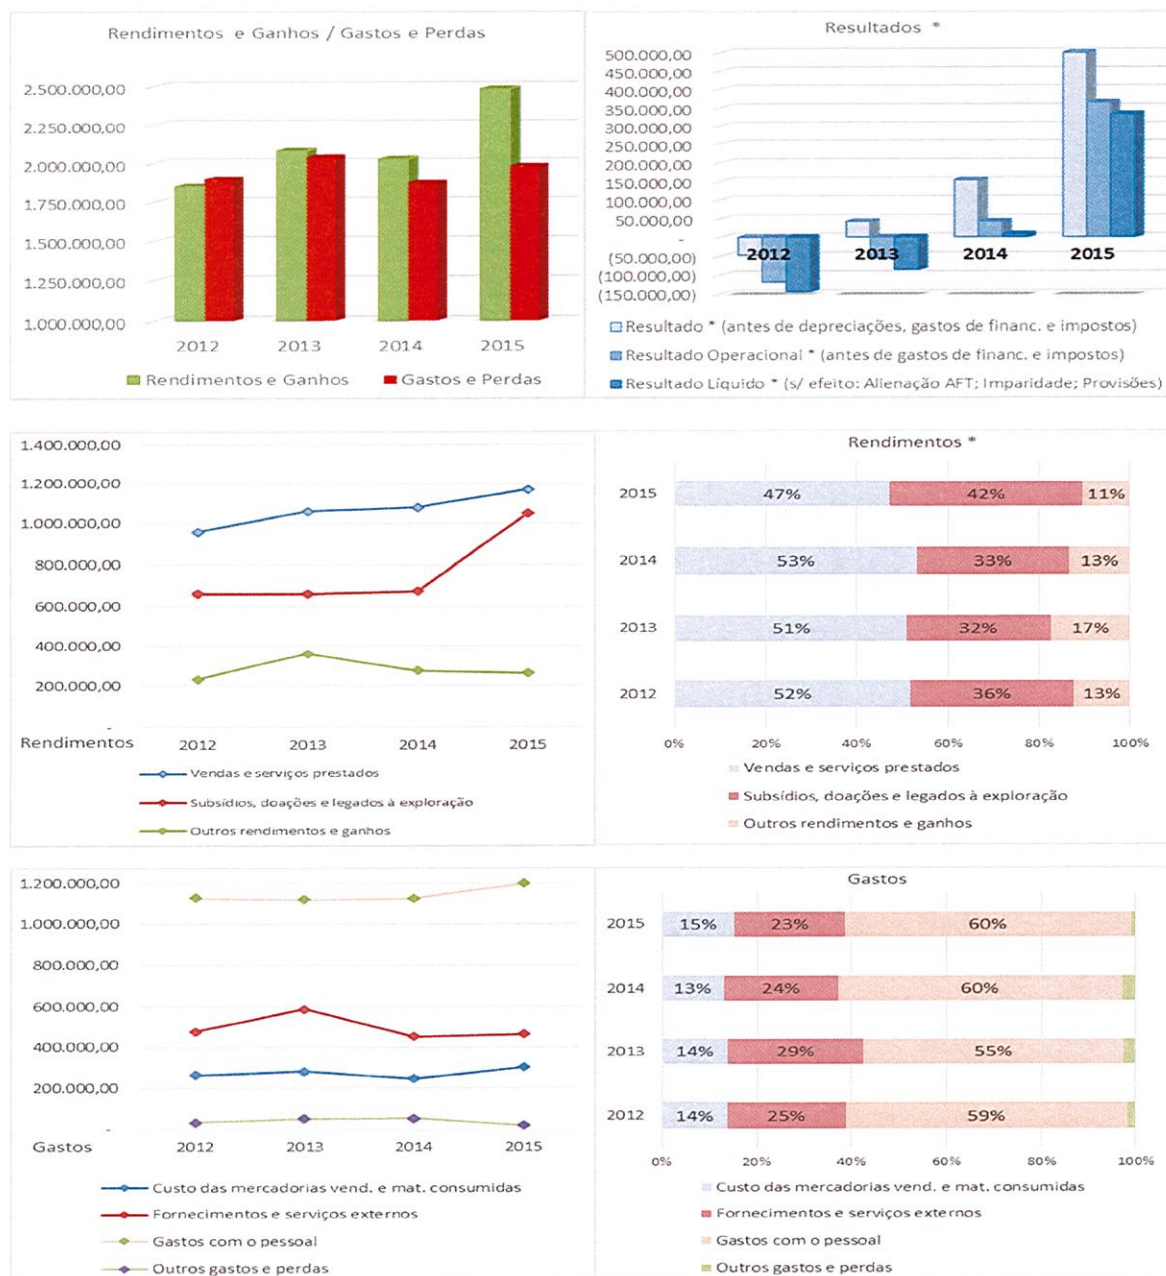 Rendimentos e Ganhos / Gastos e Perdas
2.500.000,00
2.250.000,00
2.000.000,00
1.750.000,00
1.500.000,00
1.250.000,00
1.000.000,00
2012 2013 2014 2015
Rendimentos e Ganhos Gastos e Perdas
Resultados *
500.000,00
450.000,00
400.000,00
350.000,00
300.000,00
250.000,00
200.000,00
150.000,00
100.000,00
50.000,00
-
(50.000,00)
(100.000,00)
(150.000,00)
2012 2013 2014 2015
Resultado * (antes de depreciações, gastos de financ. e impostos)
Resultado Operacional * (antes de gastos de financ. e impostos)
Resultado Líquido * (s/ efeito: Alienação AFT; Imparidade; Provisões)
1.400.000,00
1.200.000,00
1.000.000,00
800.000,00
600.000,00
400.000,00
200.000,00
-
Rendimentos 2012 2013 2014 2015
Vendas e serviços prestados
Subsídios, doações e legados à exploração
Outros rendimentos e ganhos
Rendimentos *
2015 47% 42% 11%
2014 53% 33% 13%
2013 51% 32% 17%
2012 52% 36% 13%
0% 20% 40% 60% 80% 100%
Vendas e serviços prestados
Subsídios, doações e legados à exploração
Outros rendimentos e ganhos
1.200.000,00
1.000.000,00
800.000,00
600.000,00
400.000,00
200.000,00
-
Gastos 2012 2013 2014 2015
Custo das mercadorias vend. e mat. consumidas
Fornecimentos e serviços externos
Gastos com o pessoal
Outros gastos e perdas
Gastos
2015 15% 23% 60%
2014 13% 24% 60%
2013 14% 29% 55%
2012 14% 25% 59%
0% 20% 40% 60% 80% 100%
Custo das mercadorias vend. e mat. consumidas
Fornecimentos e serviços externos
Gastos com o pessoal
Outros gastos e perdas